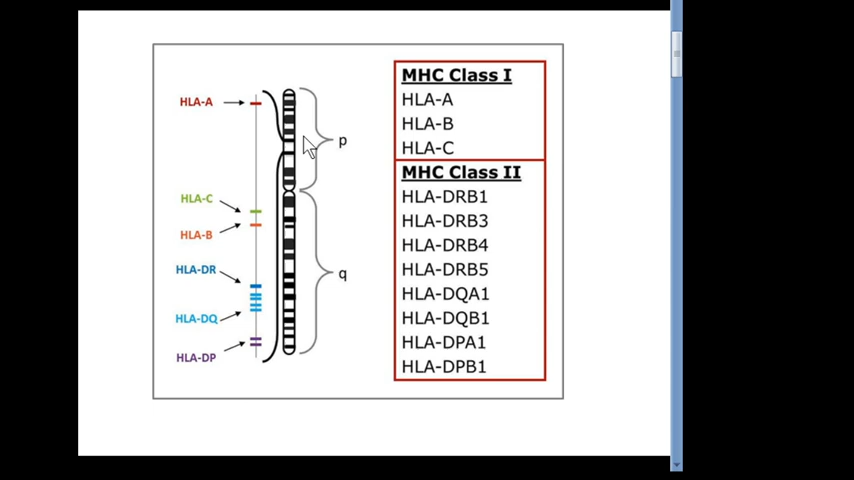 HLA-A
HLA-C
HLA-B
HLA-DR
HLA-DQ
HLA-DP
p
q
MHC Class I
HLA-A
HLA-B
HLA-C
MHC Class II
HLA-DRB1
HLA-DRB3
HLA-DRB4
HLA-DRB5
HLA-DQA1
HLA-DQB1
HLA-DPA1
HLA-DPB1